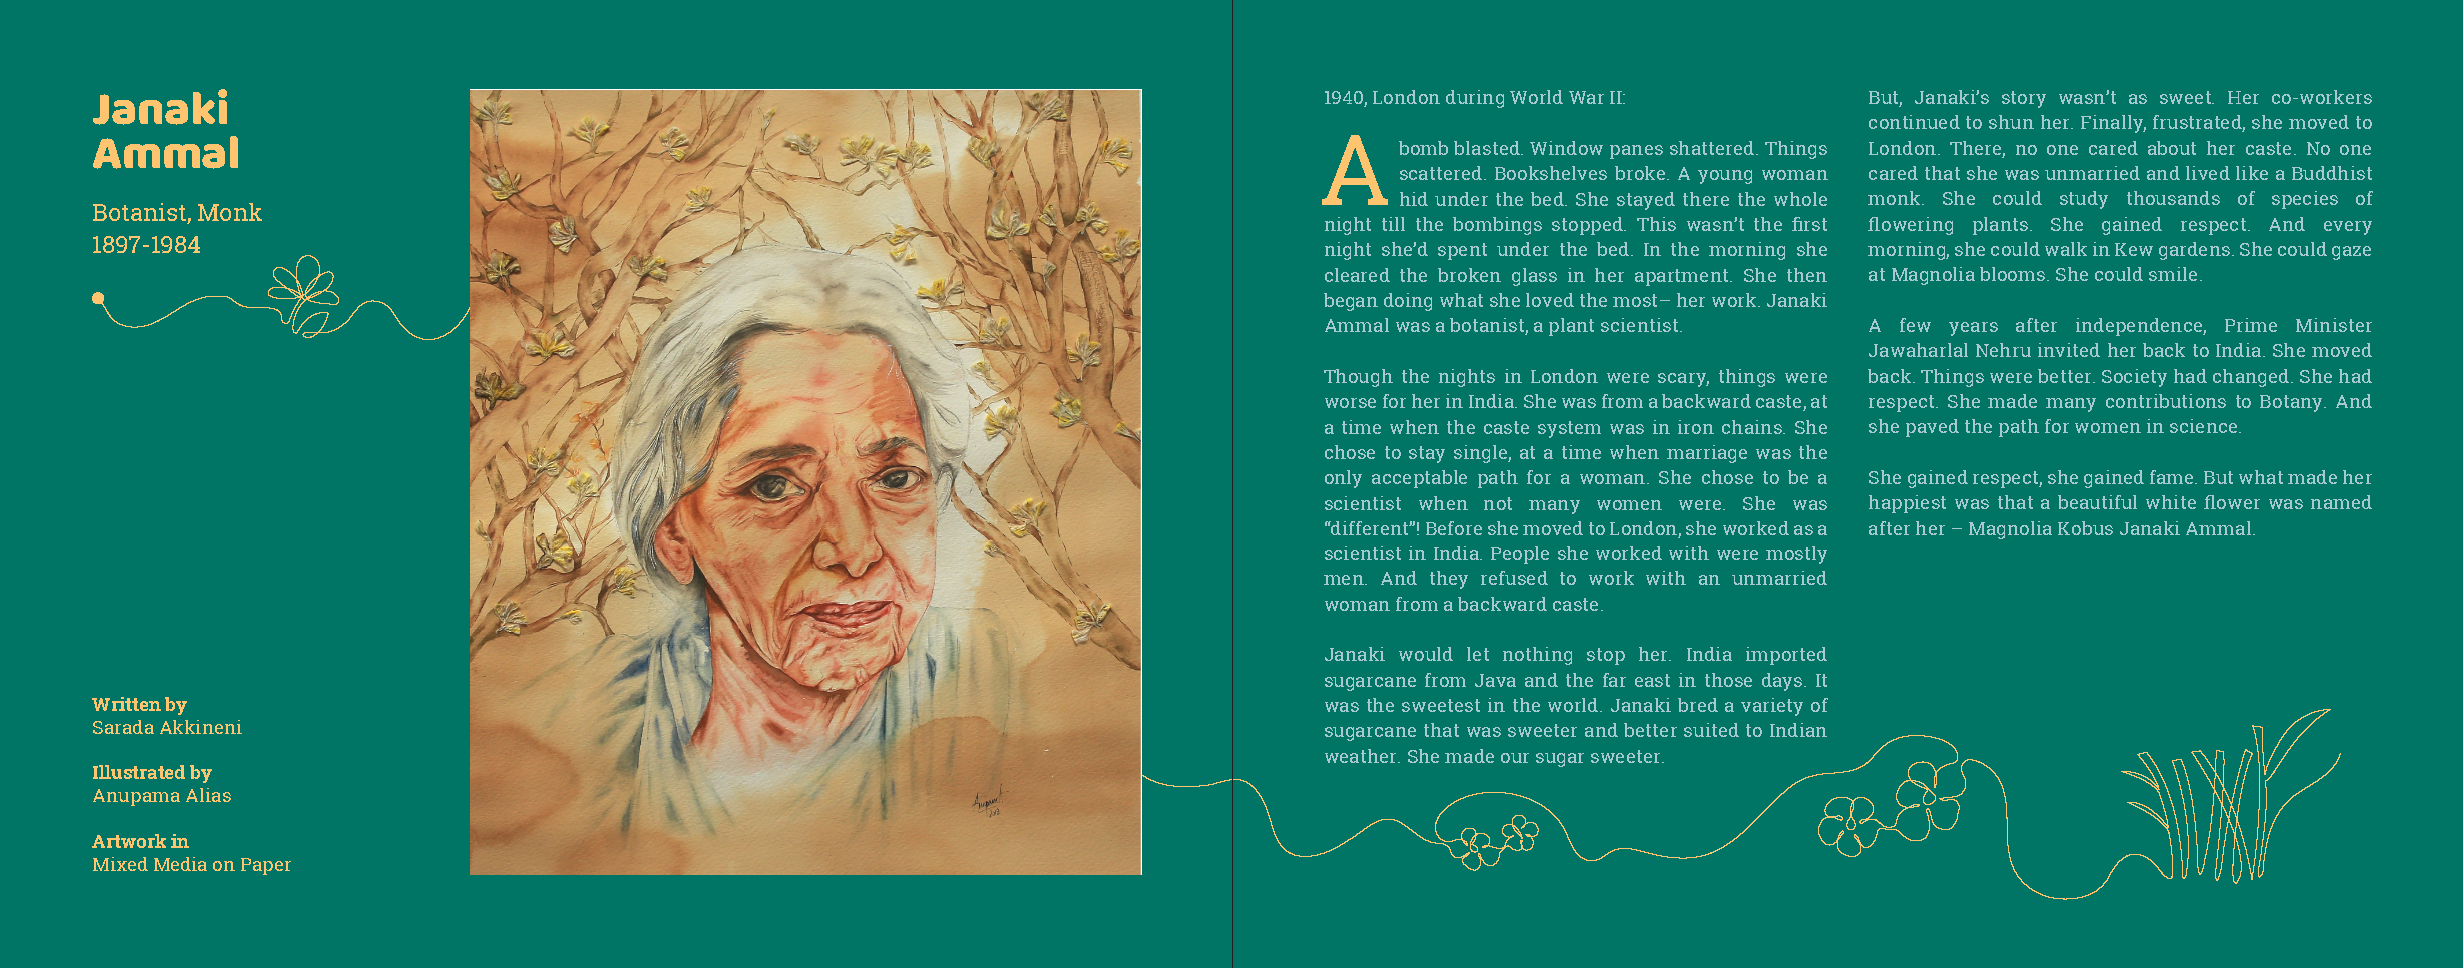 Janaki
Ammal
Botanist, Monk
1897-1984
Written by
Sarada Akkineni
Illustrated by
Anupama Alias
Artwork in
Mixed Media on Paper
1940, London during World War II:
A bomb blasted. Window panes shattered. Things
scattered. Bookshelves broke. A young woman
hid under the bed. She stayed there the whole
night till the bombings stopped. This wasn't the first
night she'd spent under the bed. In the morning she
cleared the broken glass in her apartment. She then
began doing what she loved the most– her work. Janaki
Ammal was a botanist, a plant scientist.
Though the nights in London were scary, things were
worse for her in India. She was from a backward caste, at
a time when the caste system was in iron chains. She
chose to stay single, at a time when marriage was the
only acceptable path for a woman. She chose to be a
scientist when not many women were. She was
“different”! Before she moved to London, she worked as a
scientist in India. People she worked with were mostly
men. And they refused to work with an unmarried
woman from a backward caste.
Janaki would let nothing stop her. India imported
sugarcane from Java and the far east in those days. It
was the sweetest in the world. Janaki bred a variety of
sugarcane that was sweeter and better suited to Indian
weather. She made our sugar sweeter.
But, Janaki's story wasn't as sweet. Her co-workers
continued to shun her. Finally, frustrated, she moved to
London. There, no one cared about her caste. No one
cared that she was unmarried and lived like a Buddhist
monk. She could study thousands of species of
flowering plants. She gained respect. And every
morning, she could walk in Kew gardens. She could gaze
at Magnolia blooms. She could smile.
A few years after independence, Prime Minister
Jawaharlal Nehru invited her back to India. She moved
back. Things were better. Society had changed. She had
respect. She made many contributions to Botany. And
she paved the path for women in science.
She gained respect, she gained fame. But what made her
happiest was that a beautiful white flower was named
after her – Magnolia Kobus Janaki Ammal.